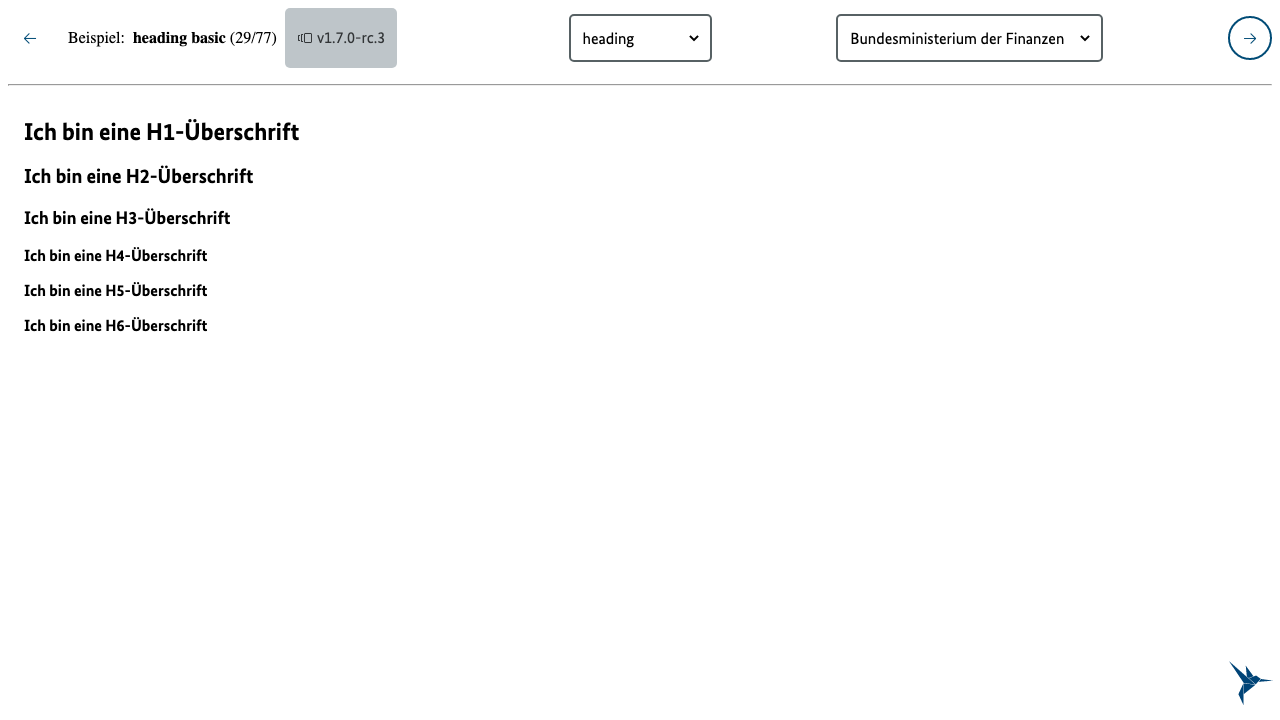 Beispiel: heading basic (29/77) v1.7.0-rc.3 heading Bundesministerium der Finanzen
Ich bin eine H1-Überschrift
Ich bin eine H2-Überschrift
Ich bin eine H3-Überschrift
Ich bin eine H4-Überschrift
Ich bin eine H5-Überschrift
Ich bin eine H6-Überschrift